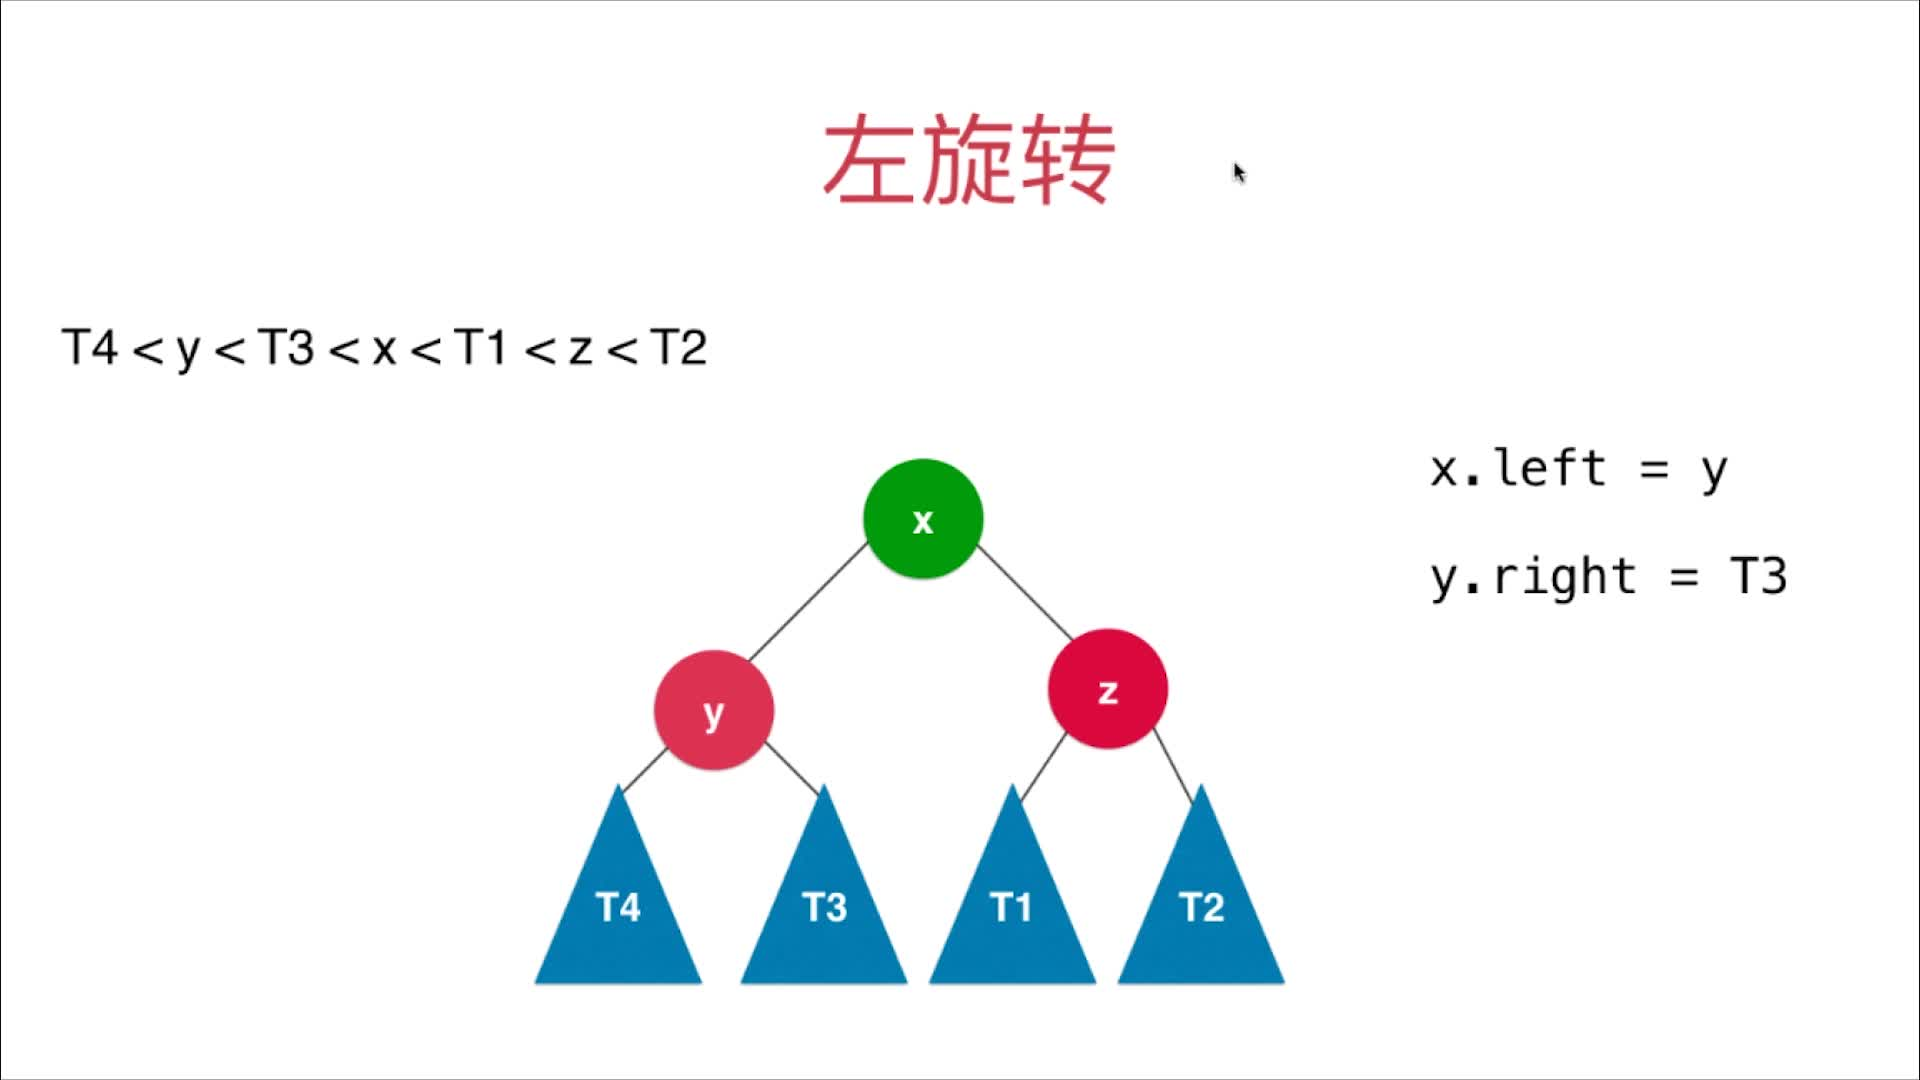 左旋转
T4 < y < T3 < x < T1 < z < T2
x.left = y
y.right = T3
x
y
z
T4
T3
T1
T2